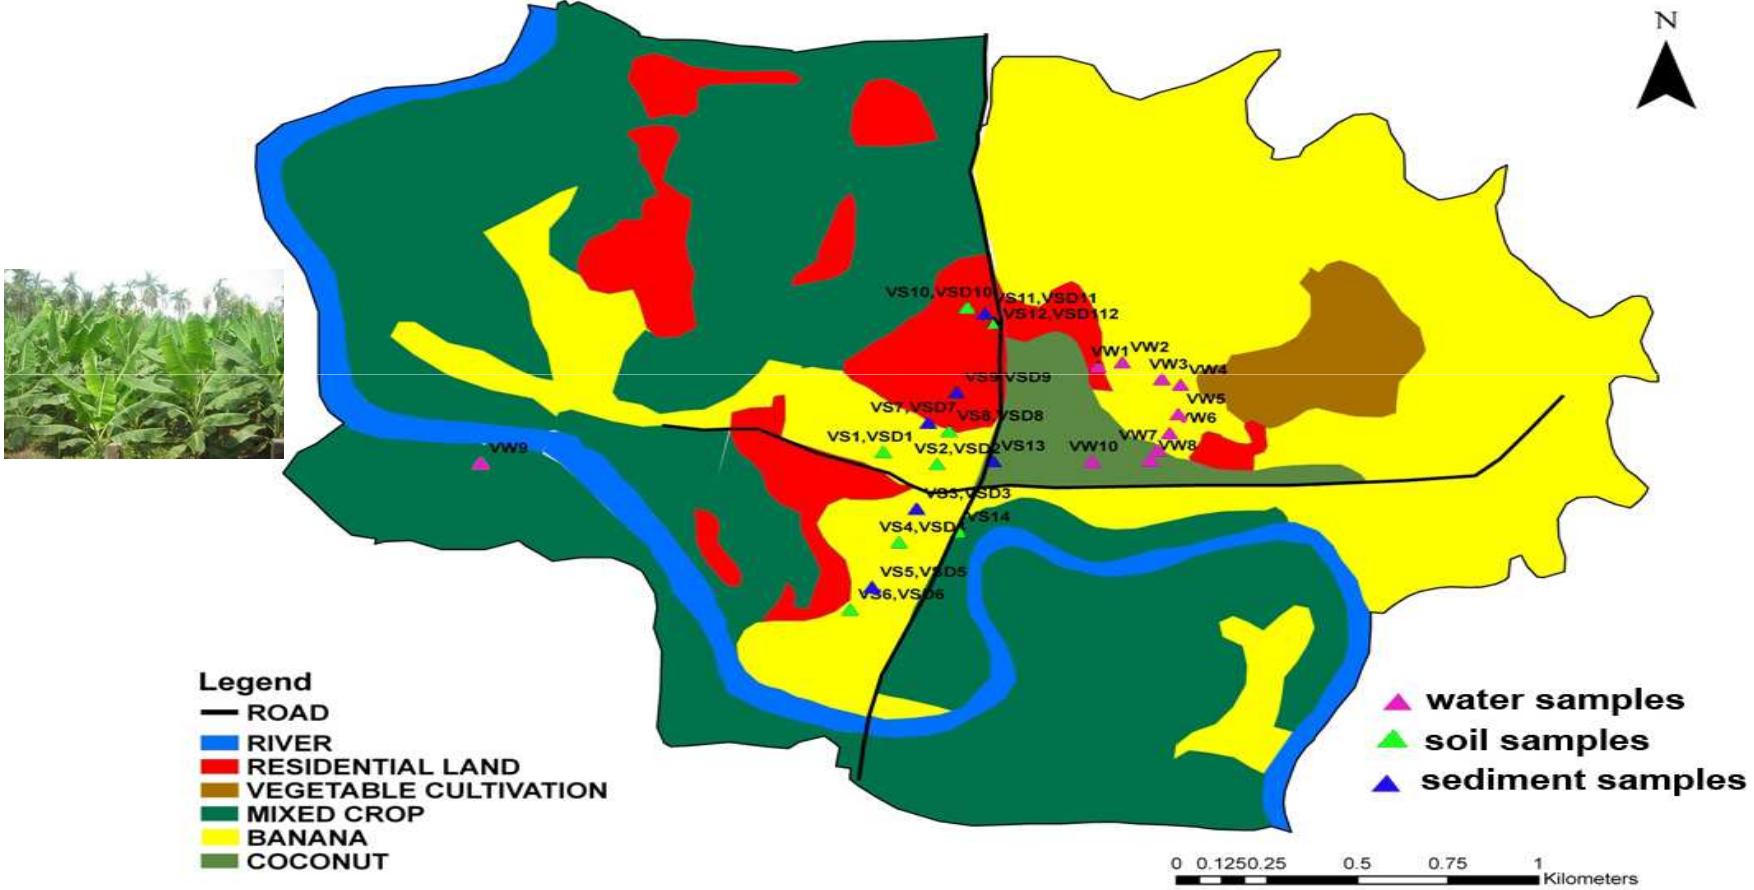 N
VS10,VSD10
VS11,VSD11
VS12,VSD112
VW1
VW2
VW3
VW4
VS9,VSD9
VW5
VS7,VSD7
VS8,VSD8
VW6
VS1,VSD1
VW7
VS2,VSD2
VS13
VW10
VW8
VW9
VS3,VSD3
VS14
VS4,VSD4
VS5,VSD5
VS6,VSD6
Legend
ROAD
RIVER
RESIDENTIAL LAND
VEGETABLE CULTIVATION
MIXED CROP
BANANA
COCONUT
water samples
soil samples
sediment samples
0 0.1250.25 0.5 0.75 1
Kilometers